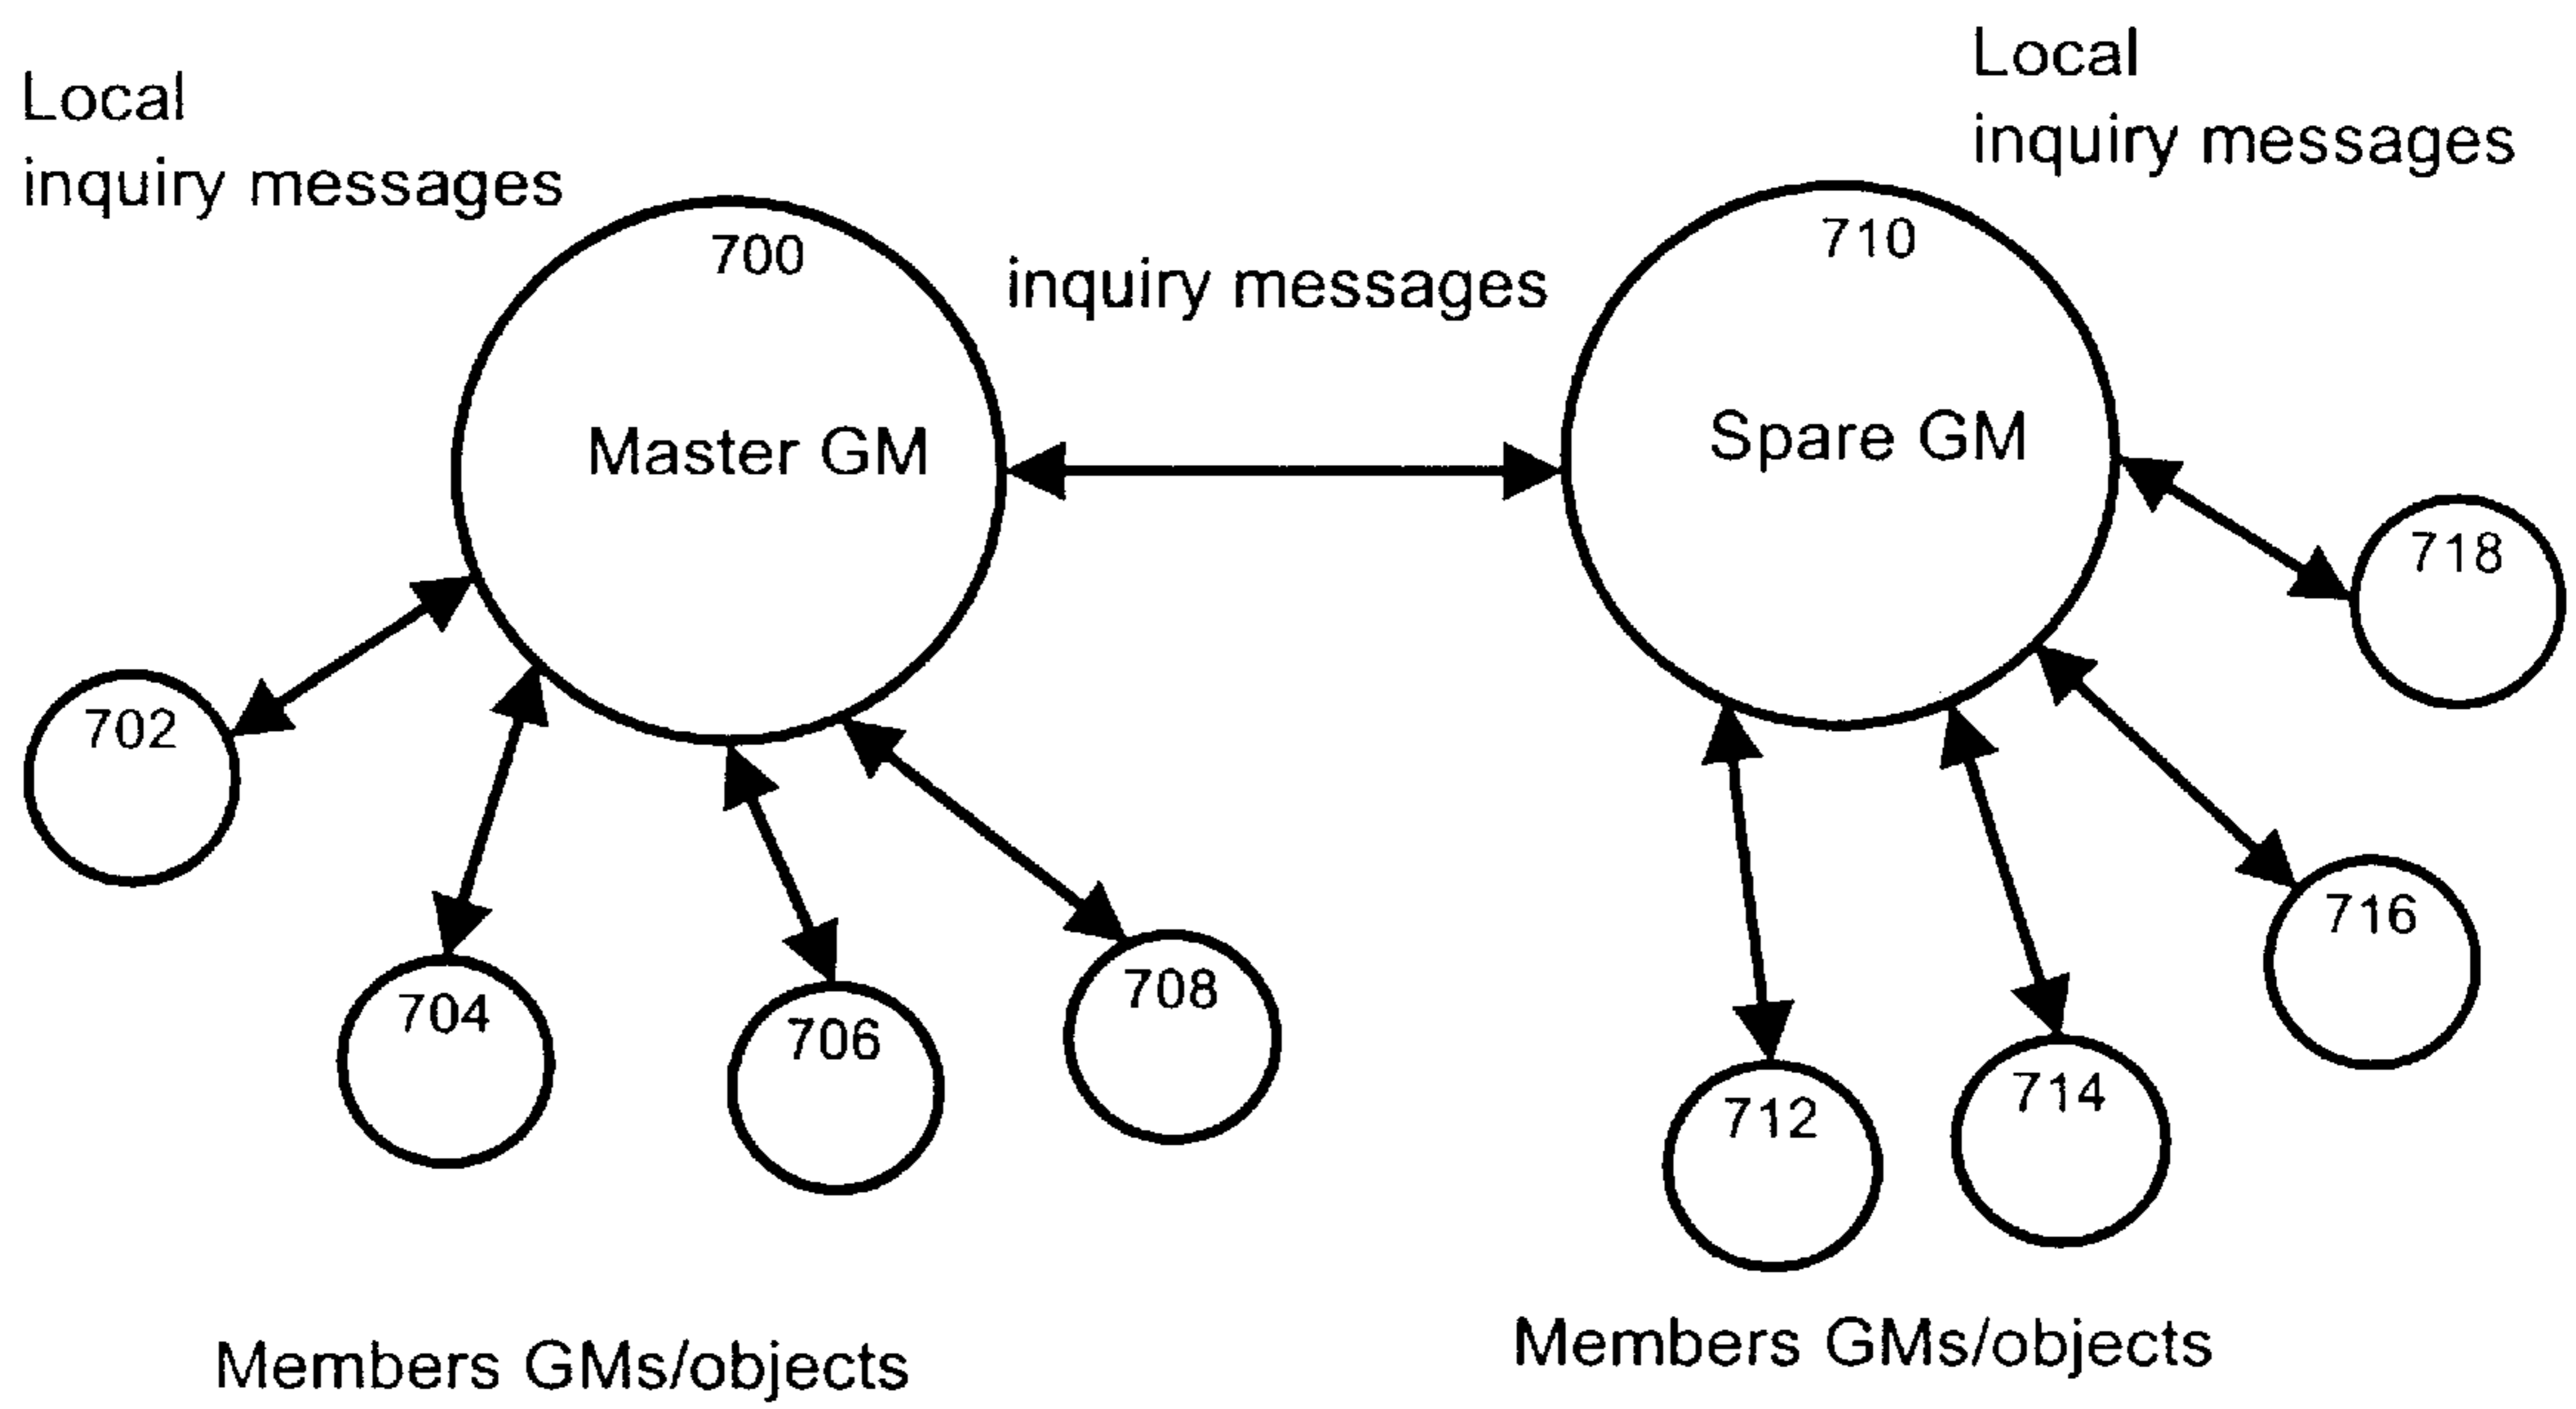 Local
inquiry messages
Local
inquiry messages
700
710
inquiry messages
Master GM
Spare GM
718
702
716
708
704
706
714
712
Members GMs/objects
Members GMs/objects